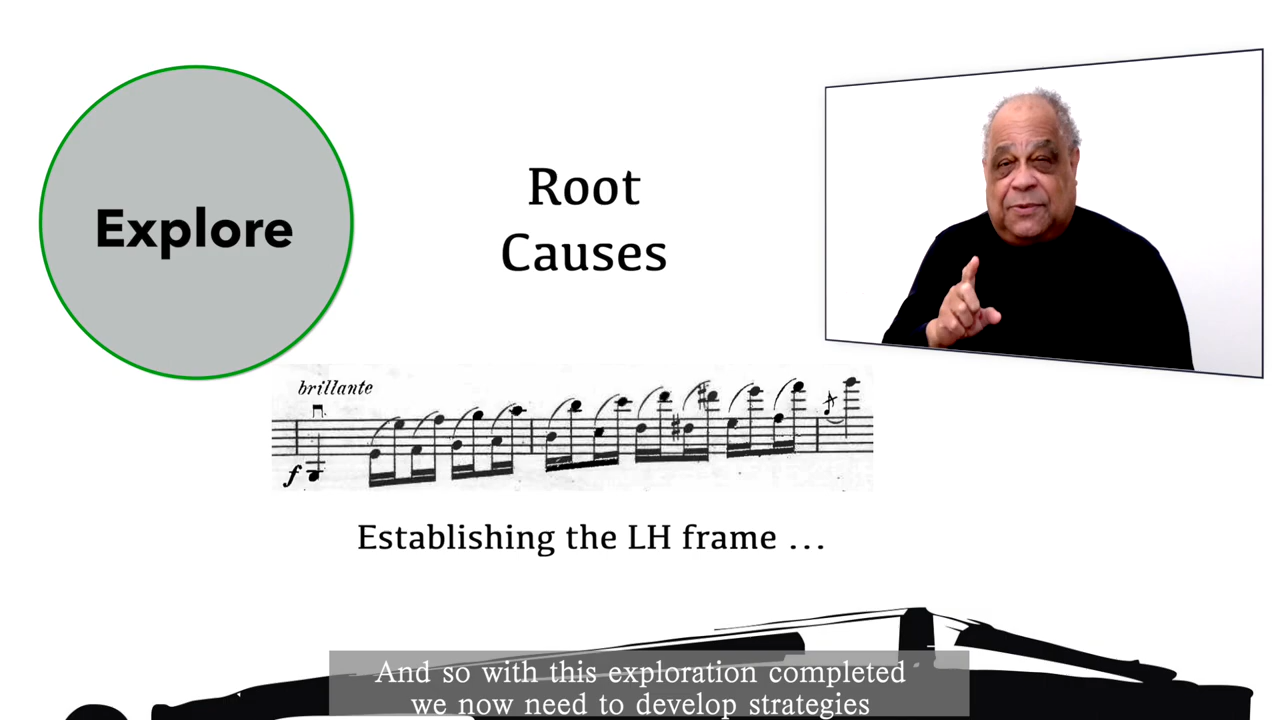 Explore
Root
Causes
brillante
f
Establishing the LH frame ...
And so with this exploration completed
we now need to develop strategies